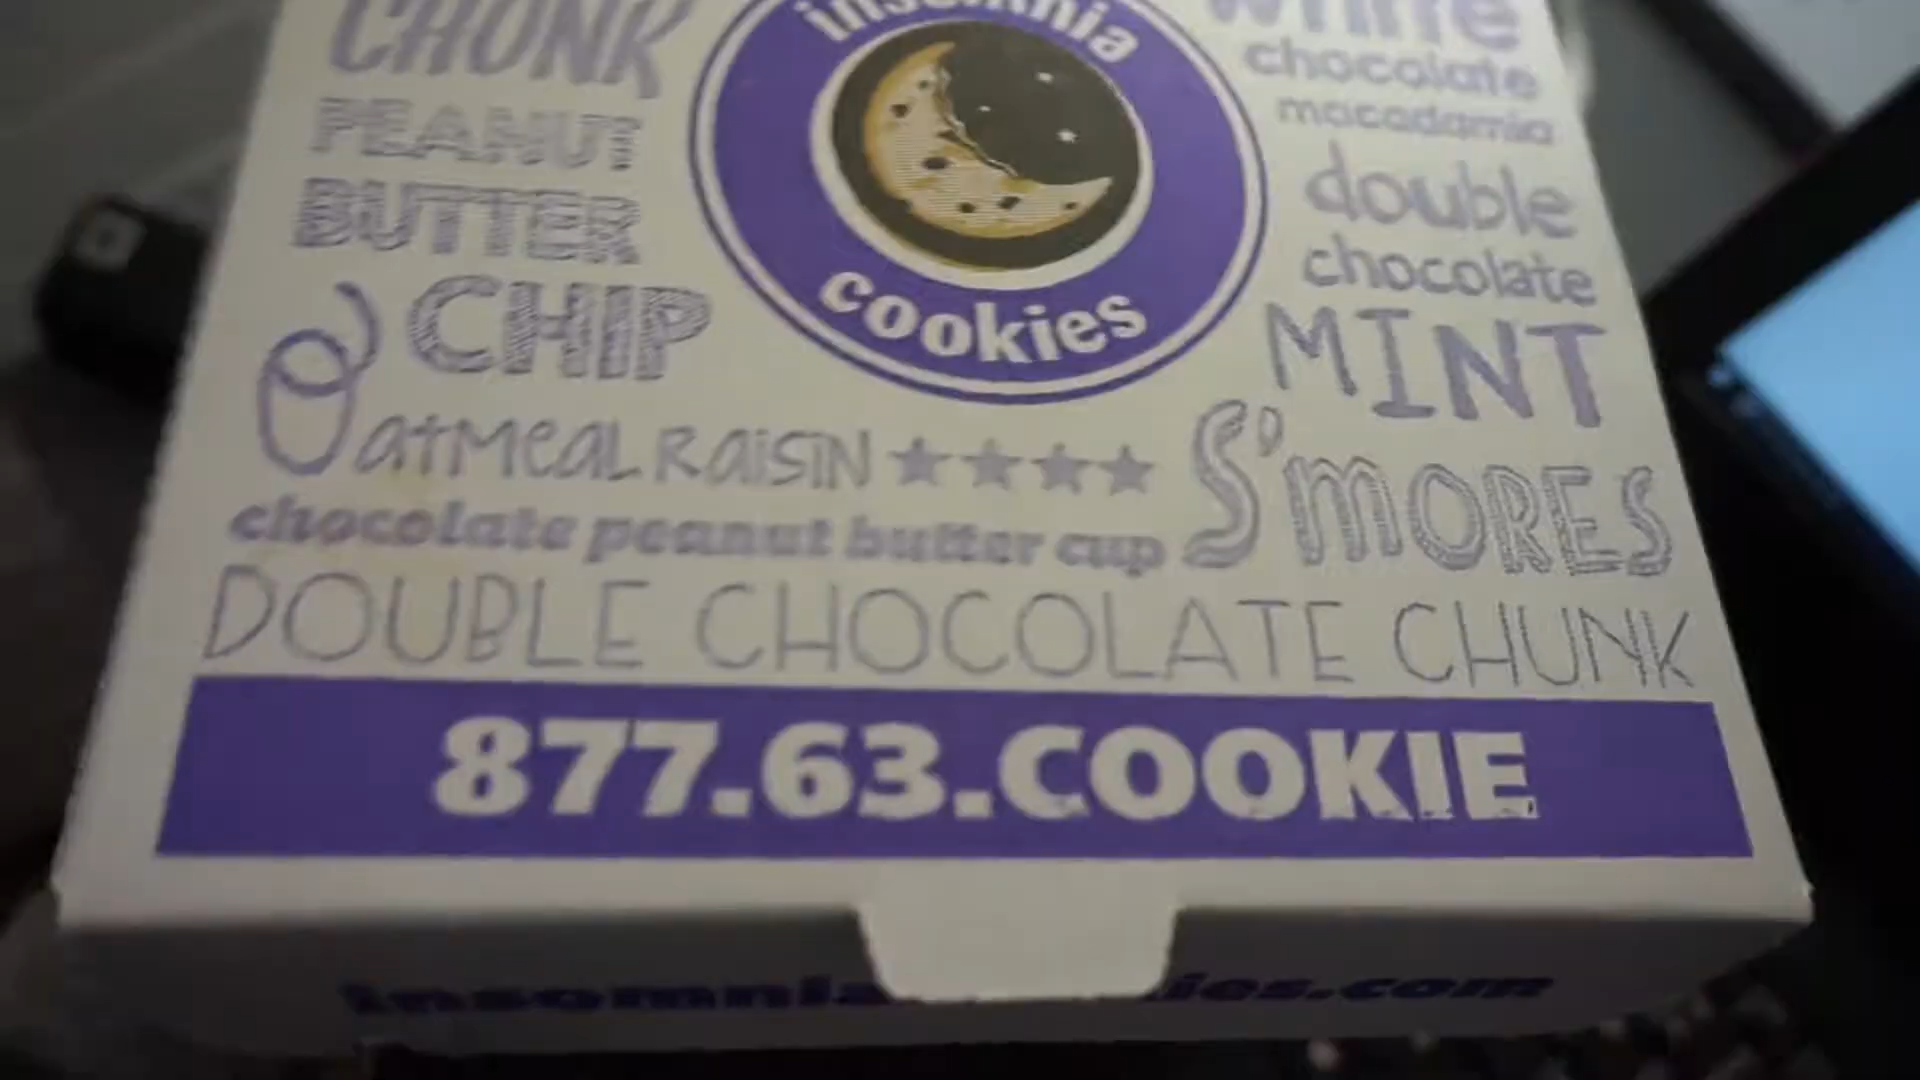 CHUNK
PEANUT
BUTTER
CHIP
insomnia
cookies
white
chocolate
macadamia
double
chocolate
MINT
Oatmeal Raisin ★★★★
S'mores
chocolate peanut butter cup
DOUBLE CHOCOLATE CHUNK
877.63.COOKIE